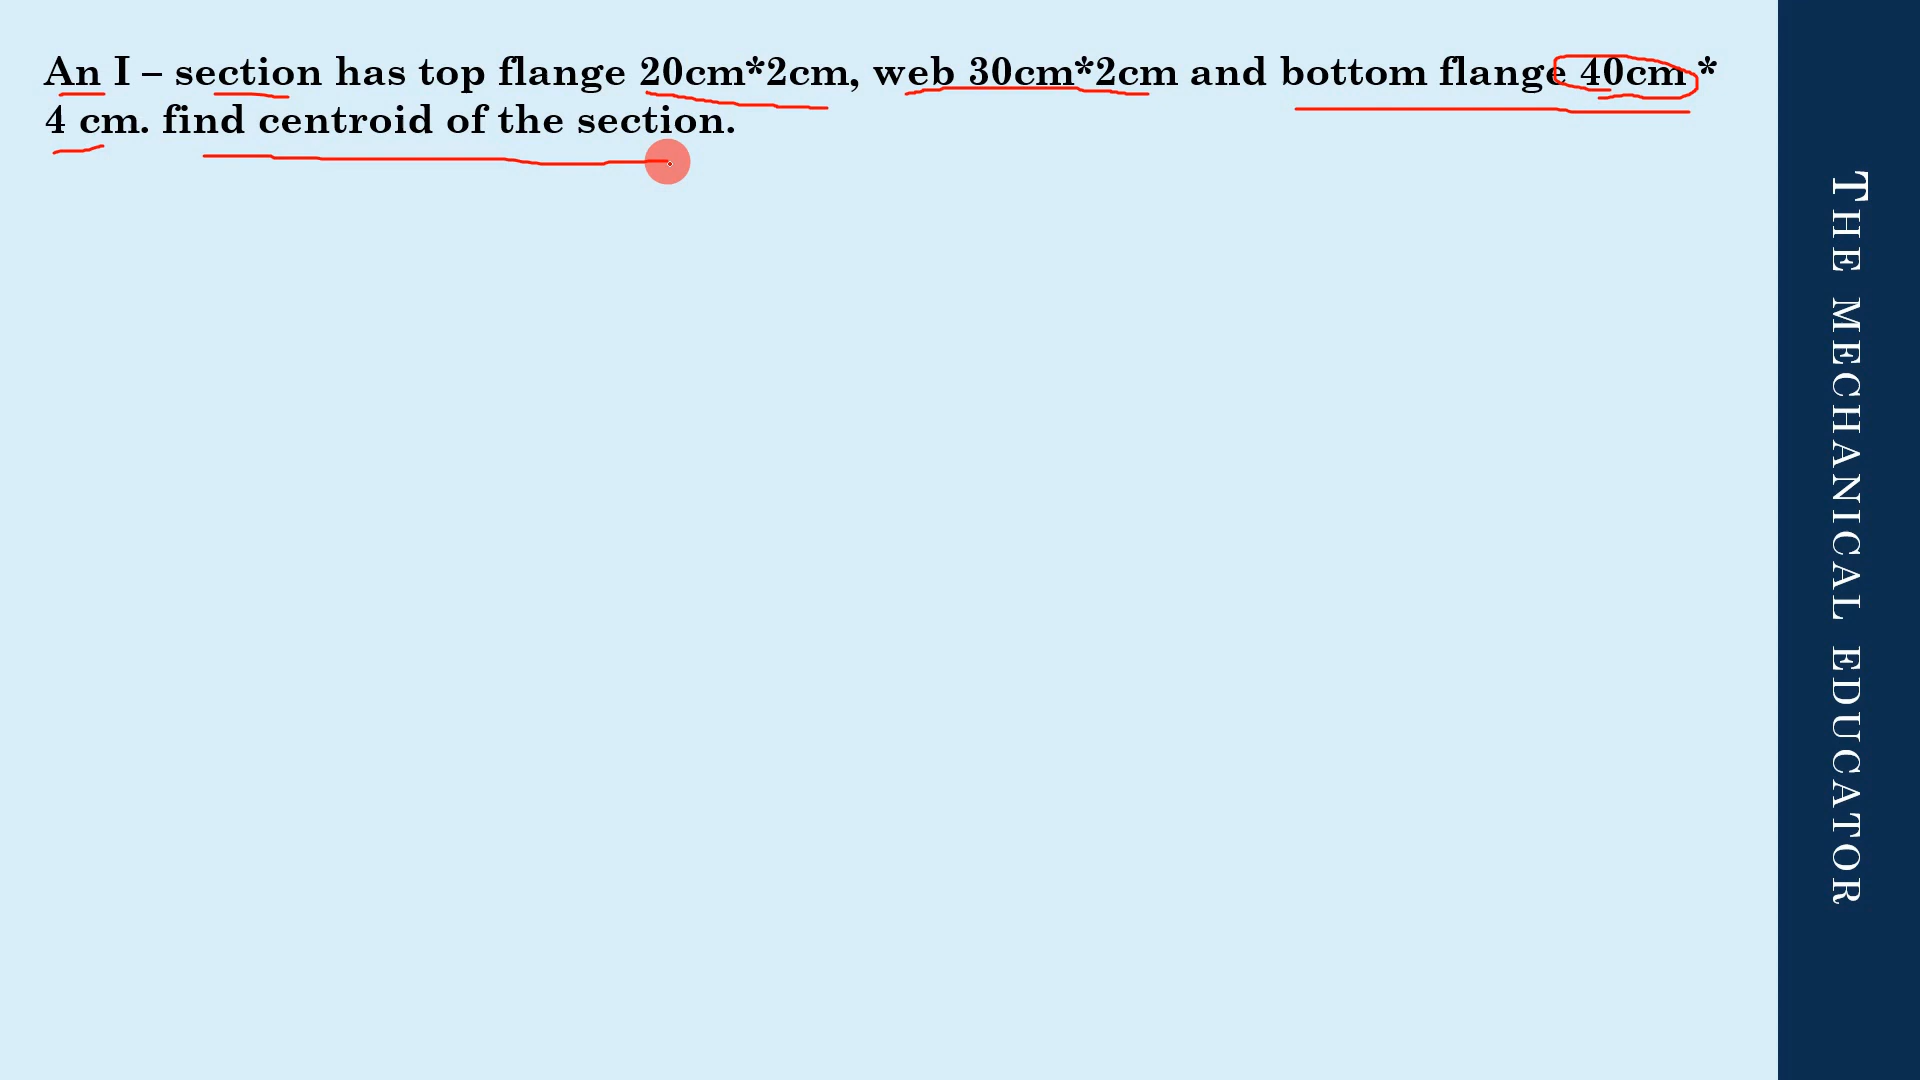 An I – section has top flange 20cm*2cm, web 30cm*2cm and bottom flange 40cm *
4 cm. find centroid of the section.
THE MECHANICAL EDUCATOR